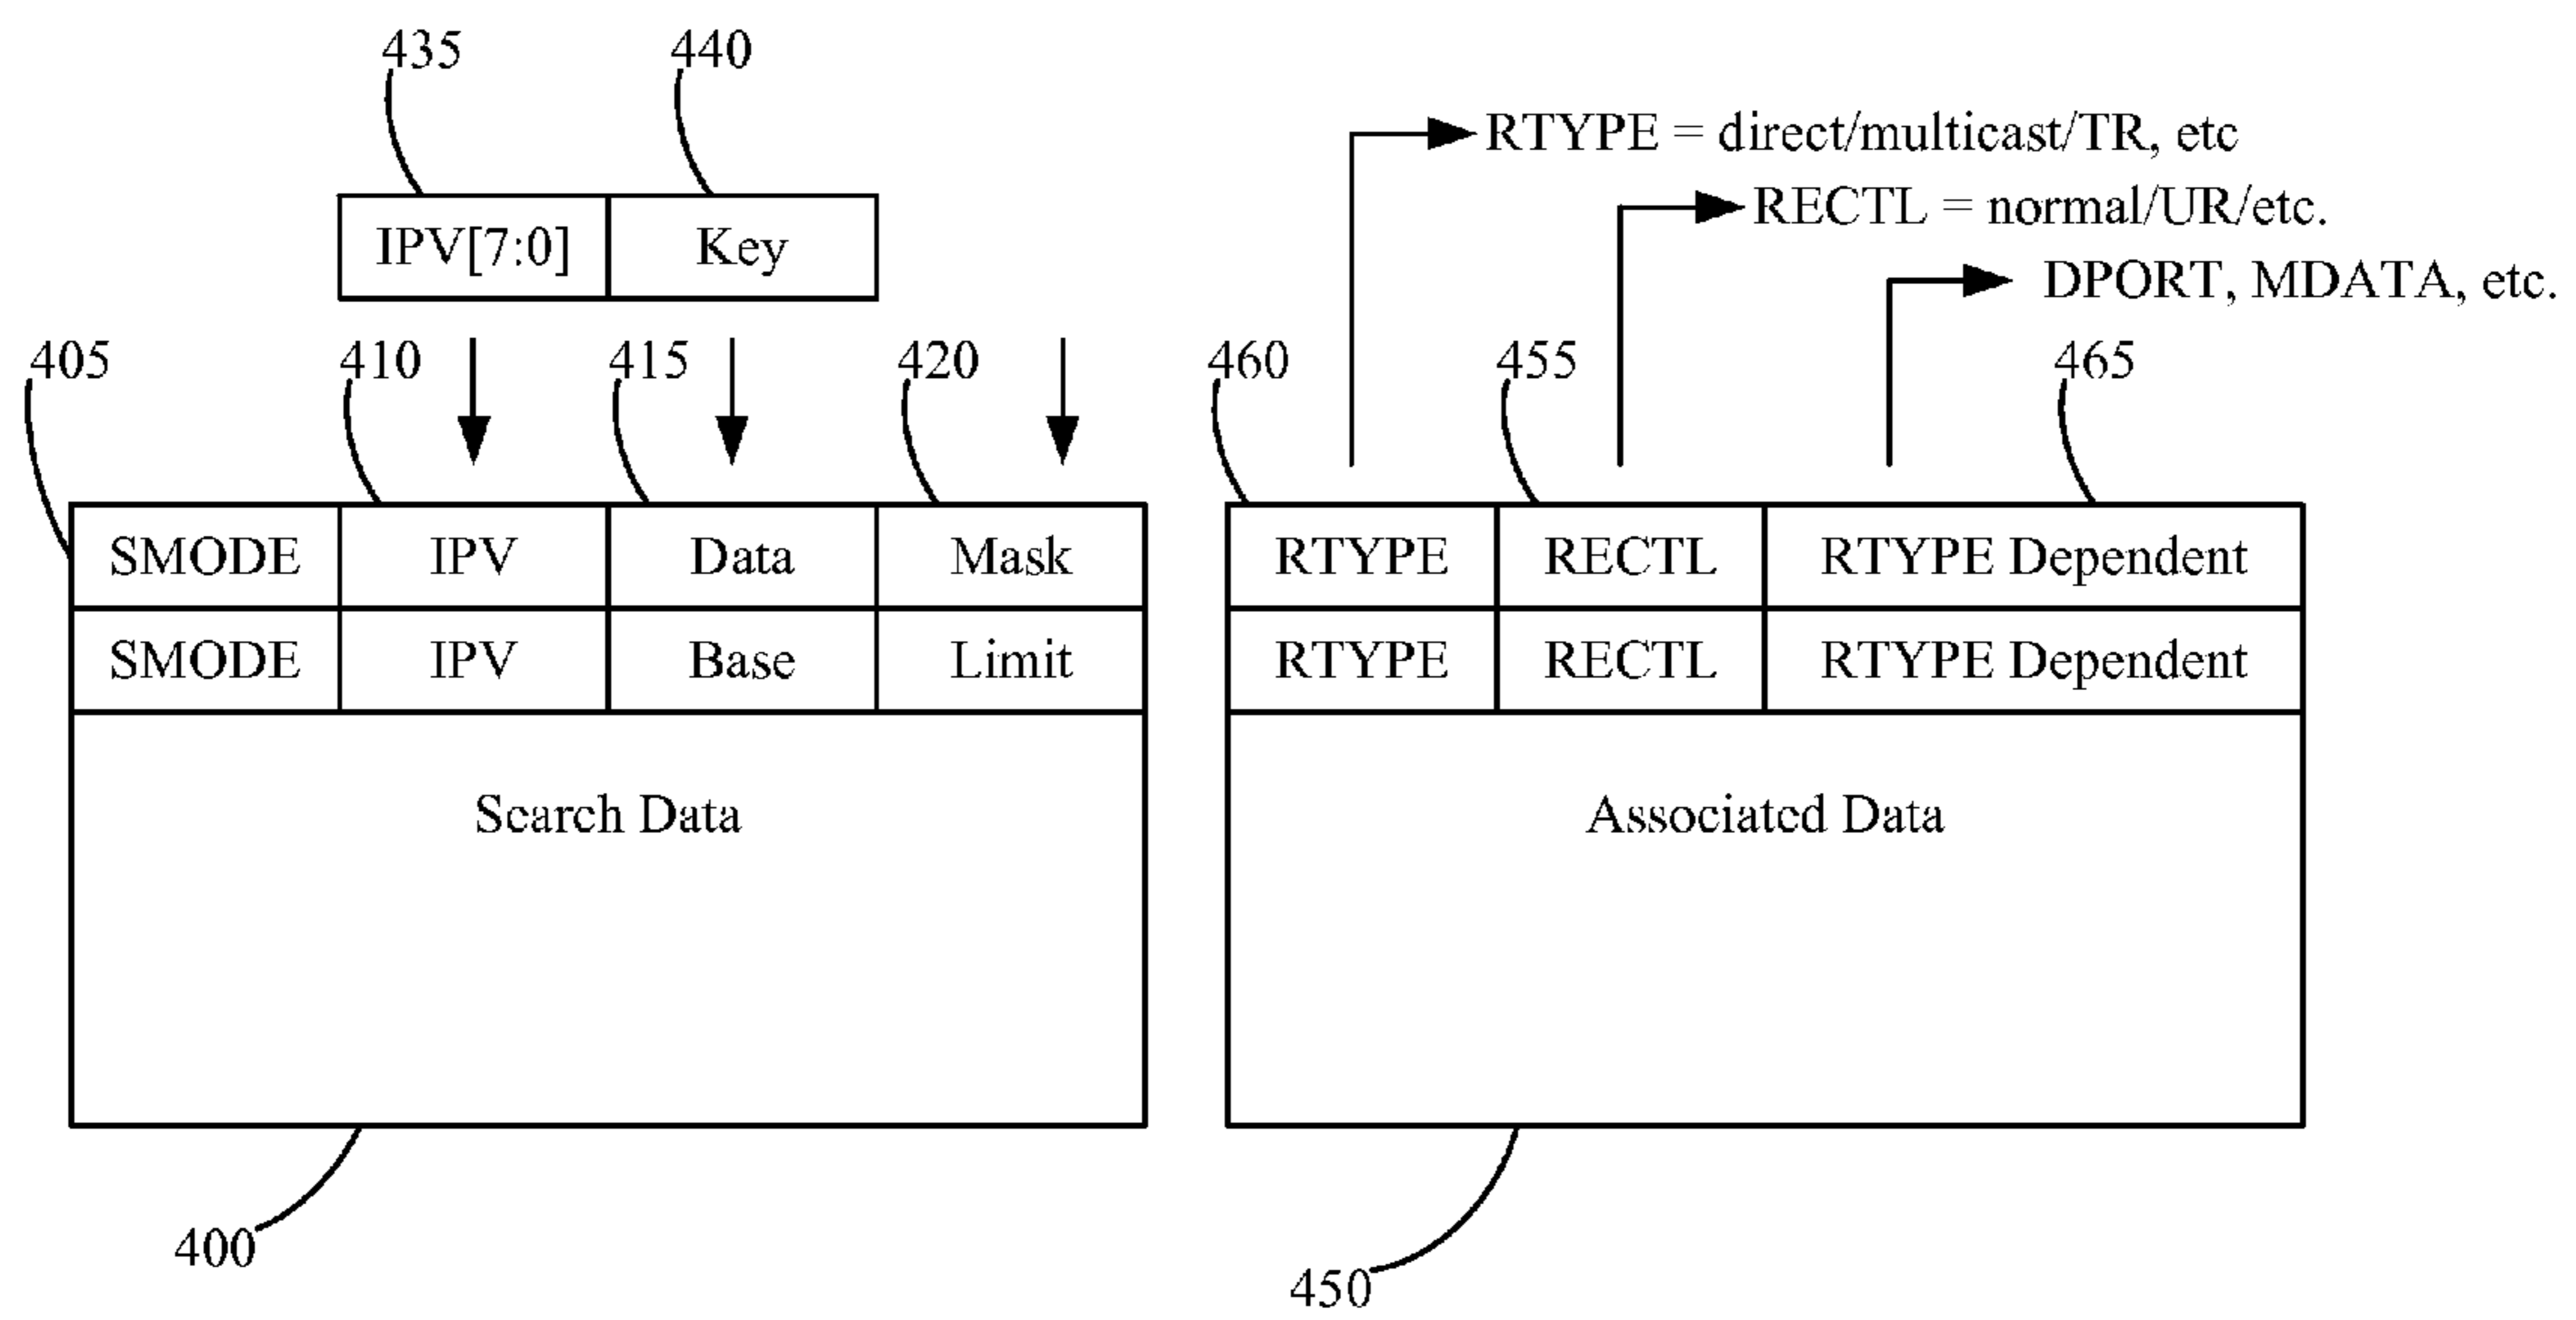 435 440
RTYPE = direct/multicast/TR, etc
RECTL = normal/UR/etc.
IPV[7:0] Key
DPORT, MDATA, etc.
405 410 415 420 460 455 465
SMODE IPV Data Mask RTYPE RECTL RTYPE Dependent
SMODE IPV Base Limit RTYPE RECTL RTYPE Dependent
Search Data Associated Data
400
450